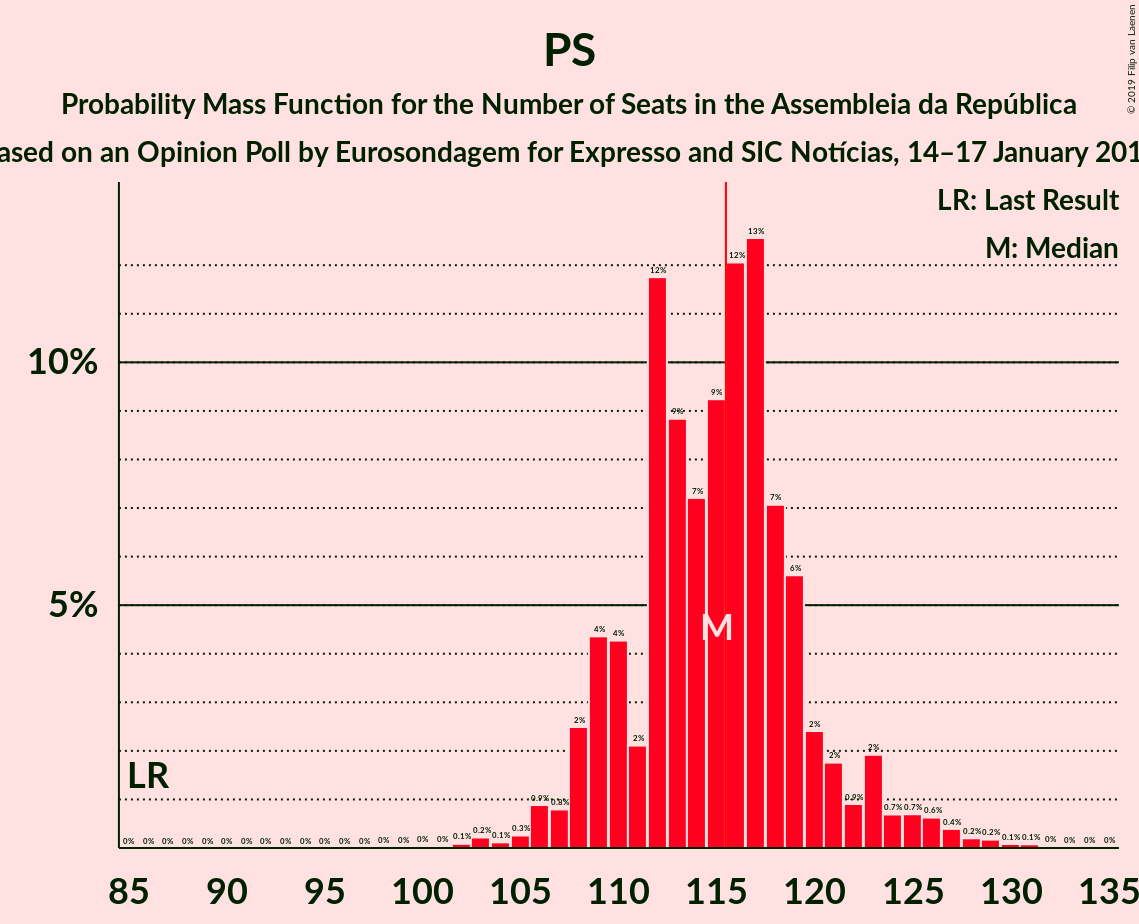 PS
Probability Mass Function for the Number of Seats in the Assembleia da República
ased on an Opinion Poll by Eurosondagem for Expresso and SIC Notícias, 14–17 January 201
© 2019 Filip van Laenen
LR: Last Result
M: Median
10%
5%
LR
M
0% 0% 0% 0% 0% 0% 0% 0% 0% 0% 0% 0% 0% 0% 0% 0% 0% 0.1% 0.2% 0.1% 0.3% 0.9% 0.8% 2% 4% 4% 2% 12% 9% 7% 9% 12% 13% 7% 6% 2% 2% 0.9% 2% 0.7% 0.7% 0.6% 0.4% 0.2% 0.2% 0.1% 0.1% 0% 0% 0% 0%
85 90 95 100 105 110 115 120 125 130 135